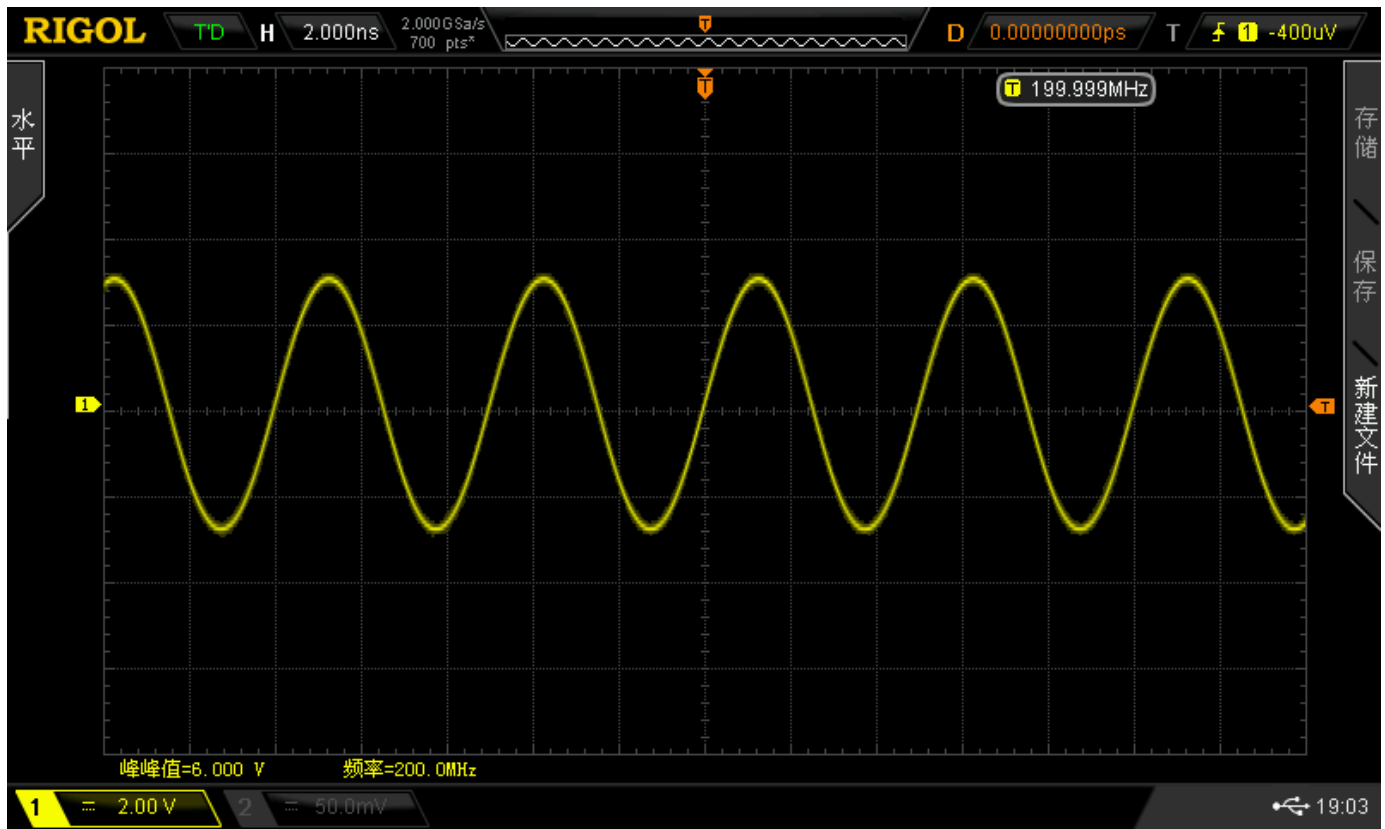 RIGOL T'D H 2.000ns 2.000GSa/s D 0.00000000ps T 1 -400uV
700 pts*
T
T
T 199.999MHz
水平
存储
保存
新建文件
1
T
峰峰值=6.000 V 频率=200.0MHz
1 2.00 V 2 50.0mV 19:03